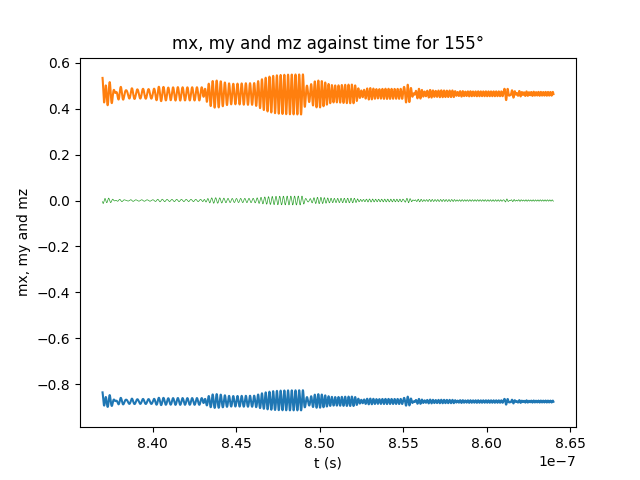 mx, my and mz against time for 155°
0.6
0.4
0.2
0.0
−0.2
−0.4
−0.6
−0.8
mx, my and mz
8.40 8.45 8.50 8.55 8.60 8.65
1e−7
t (s)